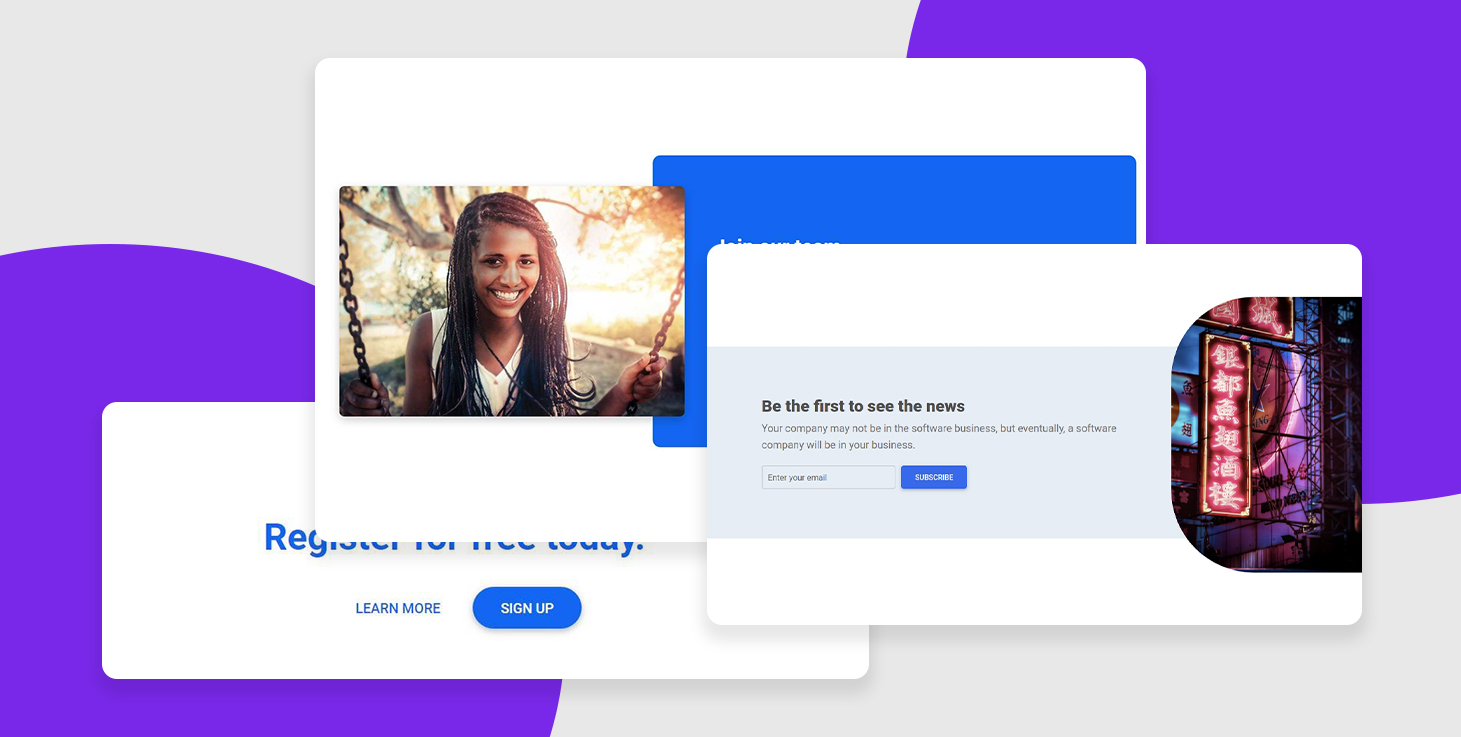 Join our team
Be the first to see the news
Your company may not be in the software business, but eventually, a software
company will be in your business.
Enter your email
SUBSCRIBE
銀都魚翅酒樓
魚翅
Register for free today.
LEARN MORE
SIGN UP